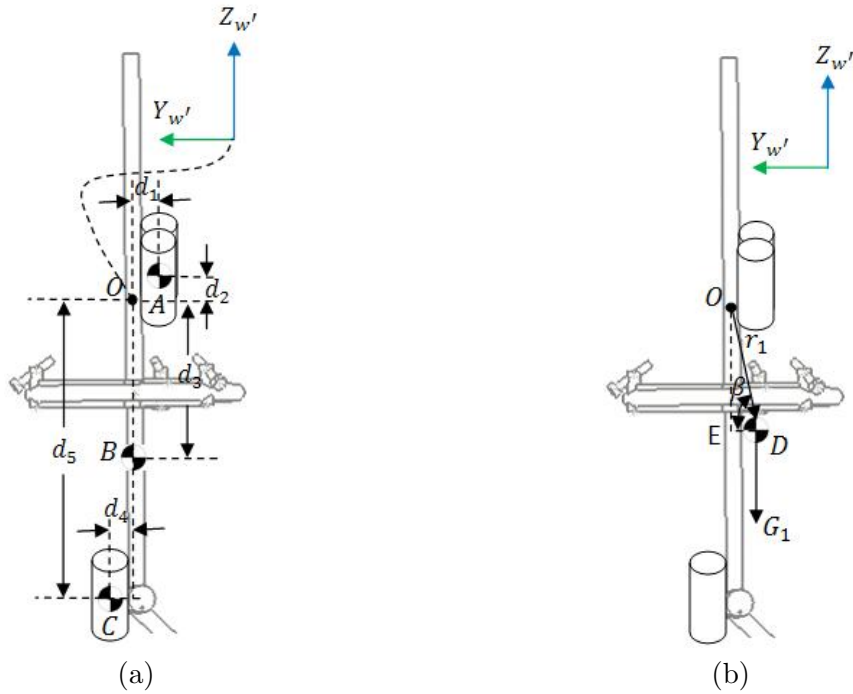 Z_{w'}
Y_{w'}
d_1
O
A
d_2
d_3
B
d_5
d_4
C
(a)
Z_{w'}
Y_{w'}
O
r_1
β
E
D
G_1
(b)